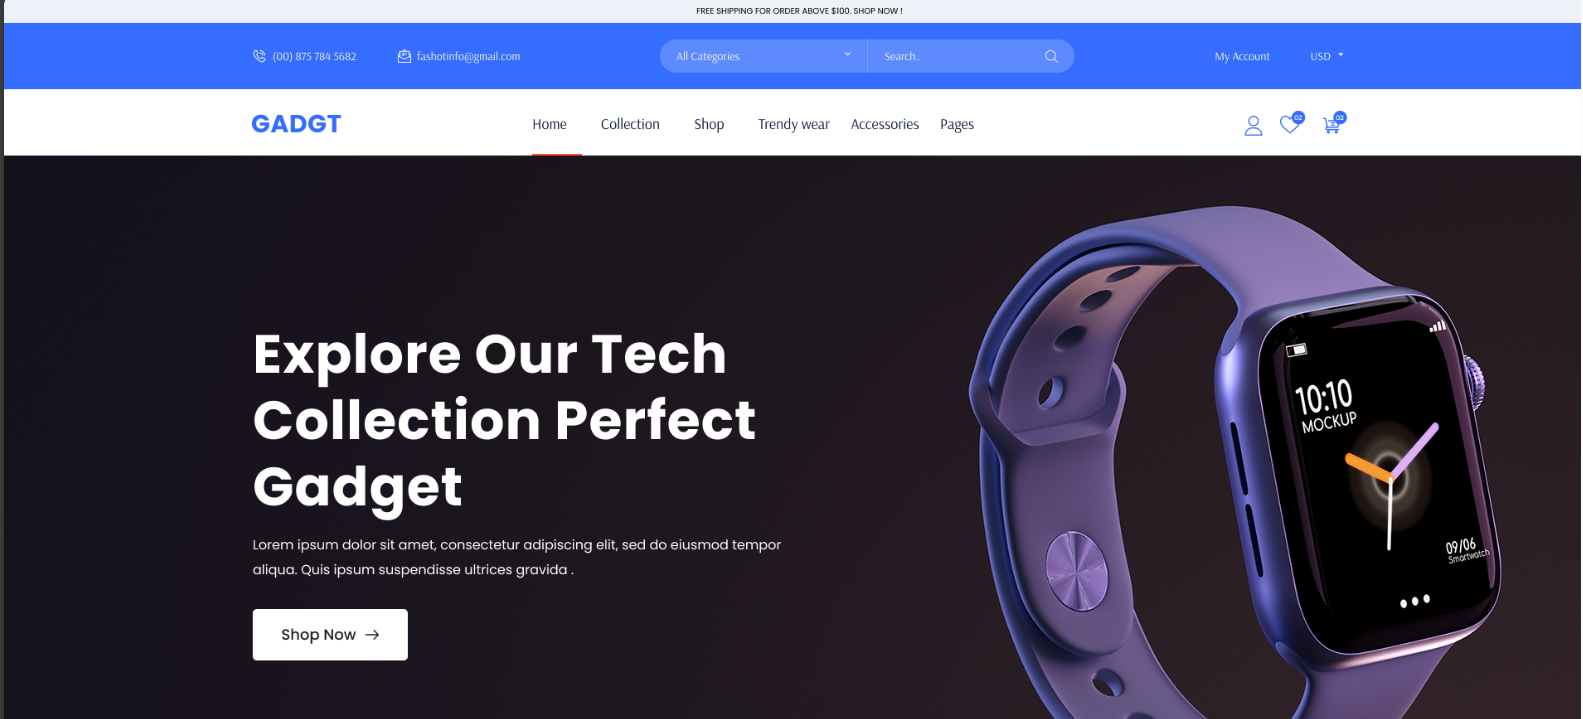 FREE SHIPPING FOR ORDER ABOVE $100. SHOP NOW !
(00) 875 784 5682 fashotinfo@gmail.com All Categories Search.. My Account USD
GADGT Home Collection Shop Trendy wear Accessories Pages 02 02
Explore Our Tech
Collection Perfect
Gadget
Lorem ipsum dolor sit amet, consectetur adipiscing elit, sed do eiusmod tempor
aliqua. Quis ipsum suspendisse ultrices gravida .
Shop Now
10:10
MOCKUP
09/06
Smartwatch